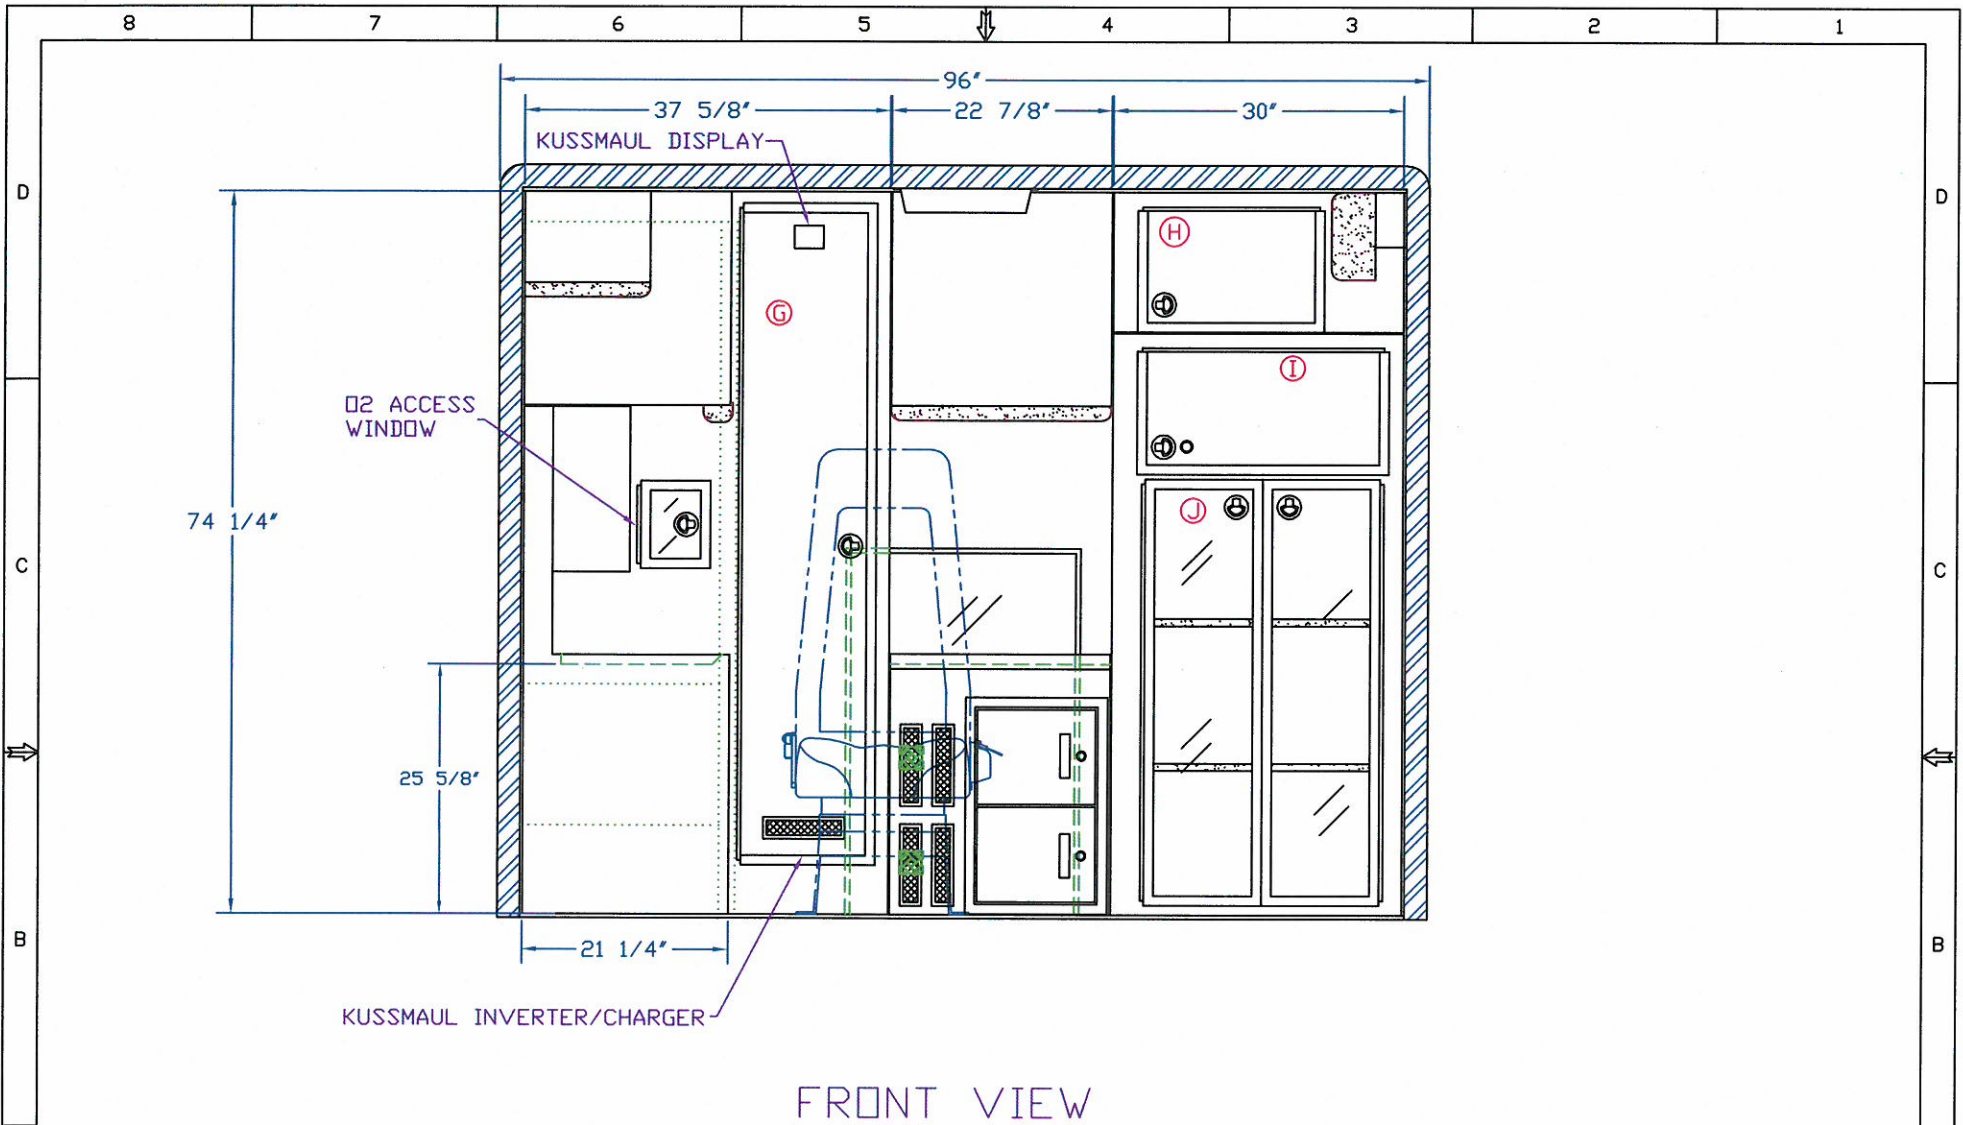 8 7 6 5 4 3 2 1
96"
37 5/8" 22 7/8" 30"
KUSSMAUL DISPLAY
D D
H
G
I
O2 ACCESS
WINDOW
J
74 1/4"
C C
25 5/8"
B B
21 1/4"
KUSSMAUL INVERTER/CHARGER
FRONT VIEW